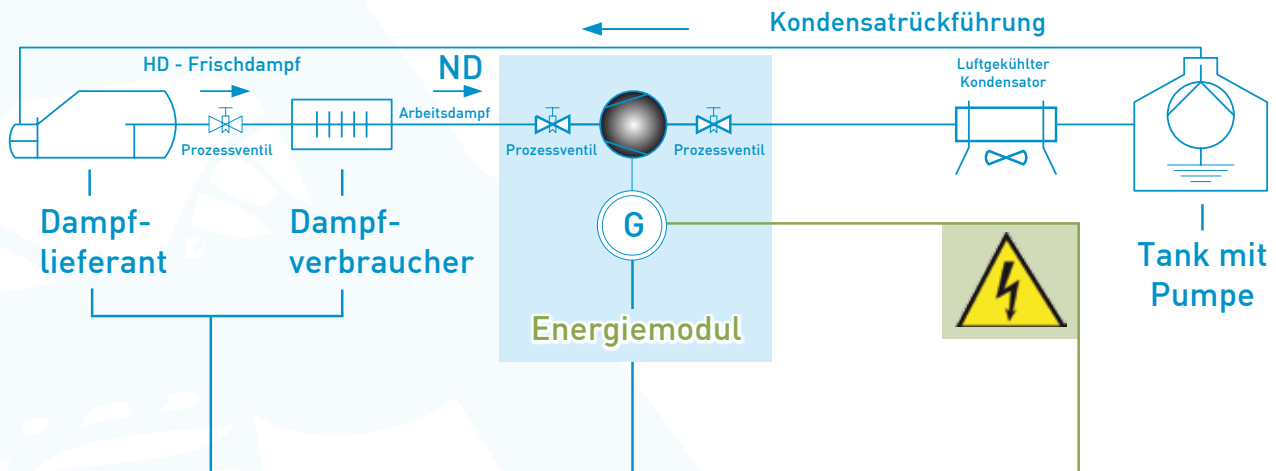 Kondensatrückführung
HD - Frischdampf
ND
Luftgekühlter
Kondensator
Arbeitsdampf
Prozessventil
Prozessventil
Prozessventil
Dampf-
lieferant
Dampf-
verbraucher
G
Energiemodul
Tank mit
Pumpe